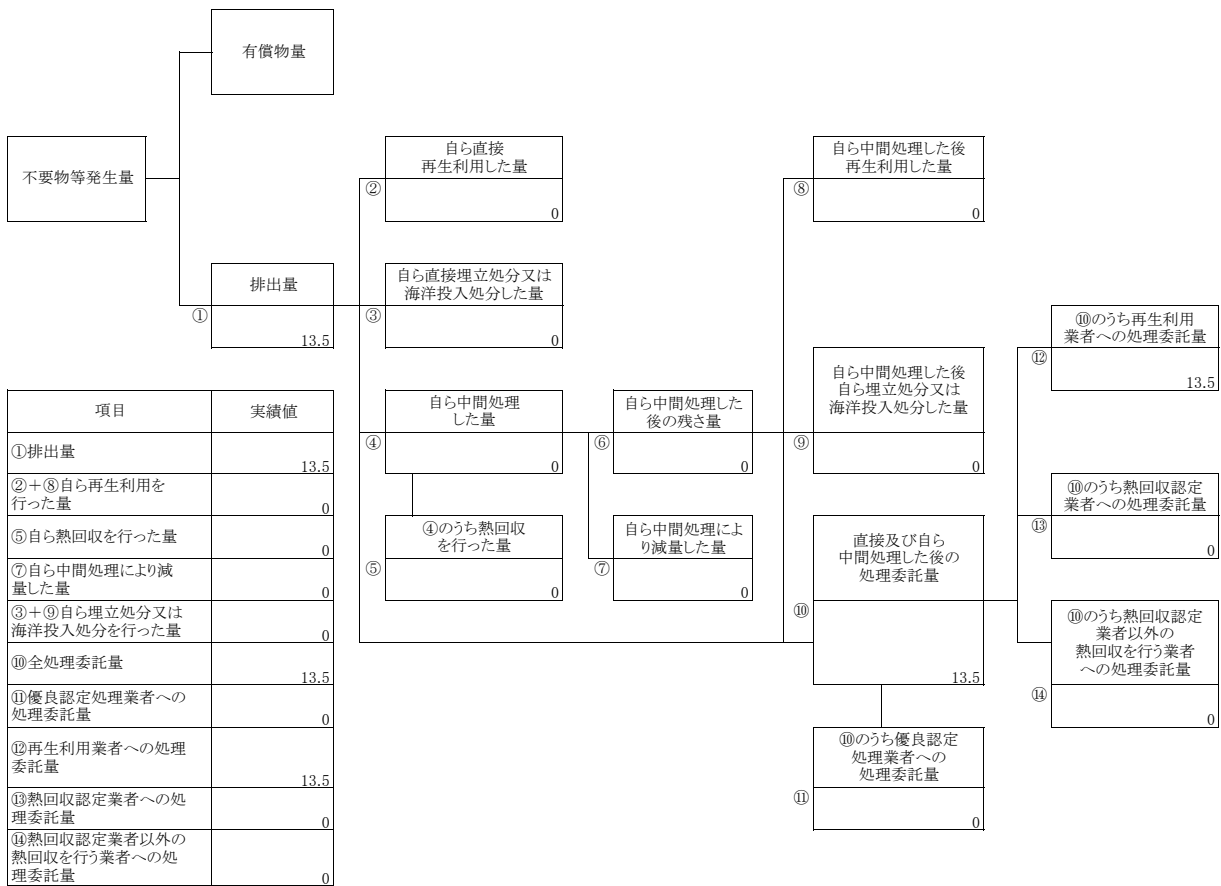 有償物量
不要物等発生量
排出量
①
13.5
自ら直接
再生利用した量
②
0
自ら直接埋立処分又は
海洋投入処分した量
③
0
自ら中間処理
した量
④
0
④のうち熱回収
を行った量
⑤
0
自ら中間処理した
後の残さ量
⑥
0
自ら中間処理によ
り減量した量
⑦
0
自ら中間処理した後
再生利用した量
⑧
0
自ら中間処理した後
自ら埋立処分又は
海洋投入処分した量
⑨
0
直接及び自ら
中間処理した後の
処理委託量
⑩
13.5
⑩のうち優良認定
処理業者への
処理委託量
⑪
0
⑩のうち再生利用
業者への処理委託量
⑫
13.5
⑩のうち熱回収認定
業者への処理委託量
⑬
0
⑩のうち熱回収認定
業者以外の
熱回収を行う業者
への処理委託量
⑭
0
項目 実績値
①排出量
13.5
②+⑧自ら再生利用を
行った量
0
⑤自ら熱回収を行った量
0
⑦自ら中間処理により減
量した量
0
③+⑨自ら埋立処分又は
海洋投入処分を行った量
0
⑩全処理委託量
13.5
⑪優良認定処理業者への
処理委託量
0
⑫再生利用業者への処理
委託量
13.5
⑬熱回収認定業者への処
理委託量
0
⑭熱回収認定業者以外の
熱回収を行う業者への処
理委託量
0